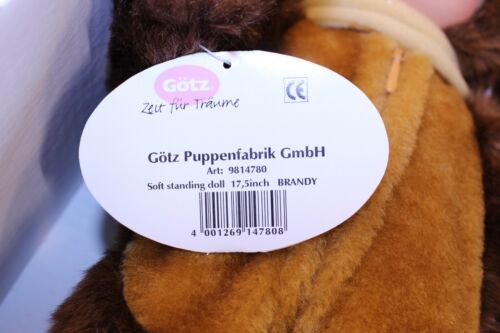 Götz
Zeit für Träume
CE
Götz Puppenfabrik GmbH
Art: 9814780
Soft standing doll 17,5inch BRANDY
4 001269 147808